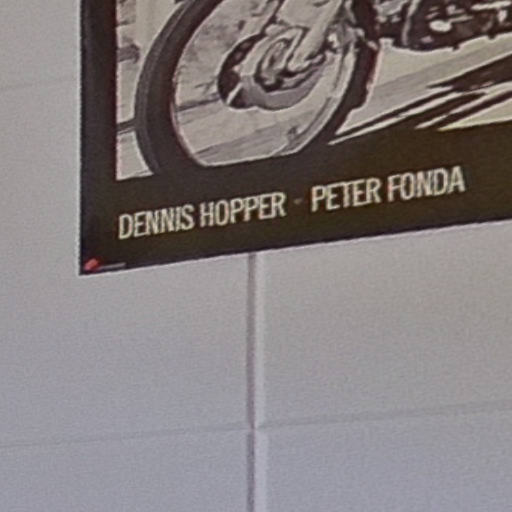 DENNIS HOPPER - PETER FONDA